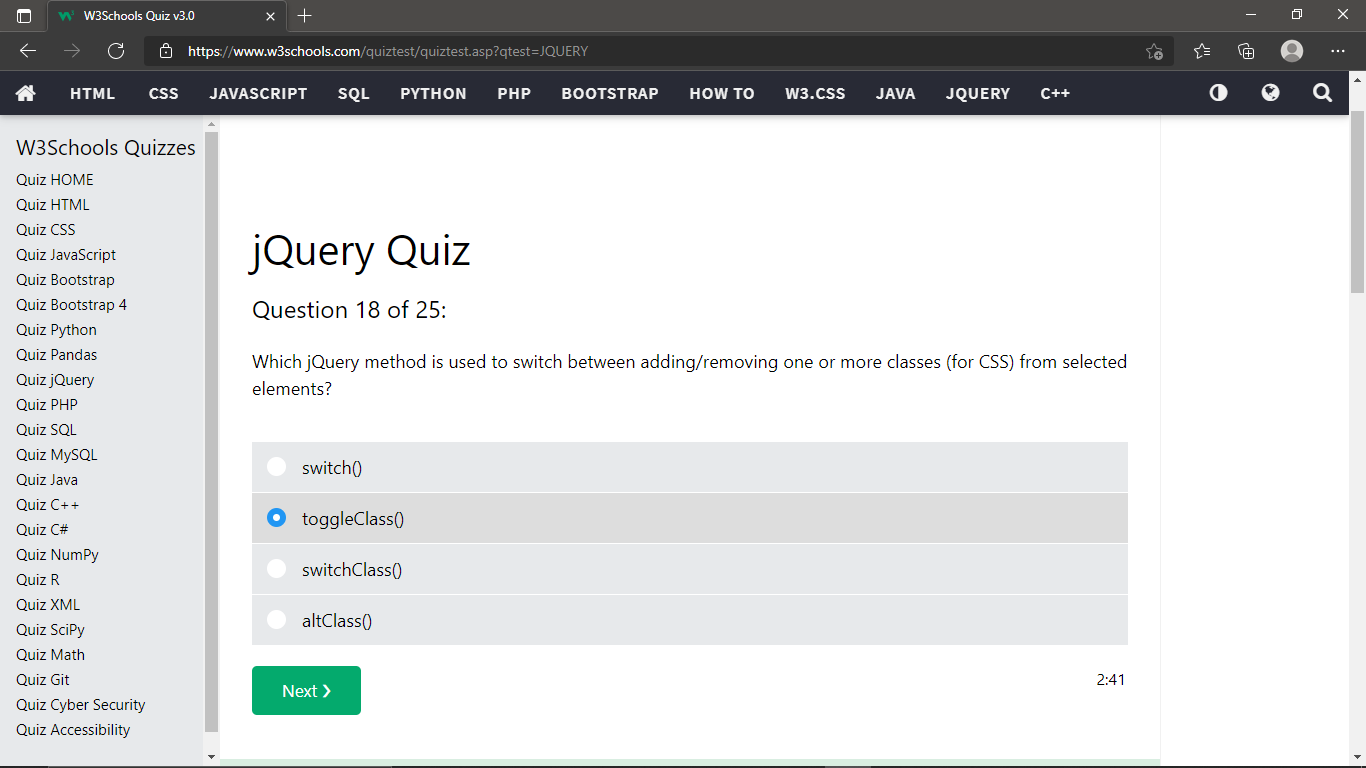 W3Schools Quiz v3.0
https://www.w3schools.com/quiztest/quiztest.asp?qtest=JQUERY
HTML CSS JAVASCRIPT SQL PYTHON PHP BOOTSTRAP HOW TO W3.CSS JAVA JQUERY C++
W3Schools Quizzes
Quiz HOME
Quiz HTML
Quiz CSS
Quiz JavaScript
Quiz Bootstrap
Quiz Bootstrap 4
Quiz Python
Quiz Pandas
Quiz jQuery
Quiz PHP
Quiz SQL
Quiz MySQL
Quiz Java
Quiz C++
Quiz C#
Quiz NumPy
Quiz R
Quiz XML
Quiz SciPy
Quiz Math
Quiz Git
Quiz Cyber Security
Quiz Accessibility
jQuery Quiz
Question 18 of 25:
Which jQuery method is used to switch between adding/removing one or more classes (for CSS) from selected
elements?
switch()
toggleClass()
switchClass()
altClass()
Next ❯
2:41